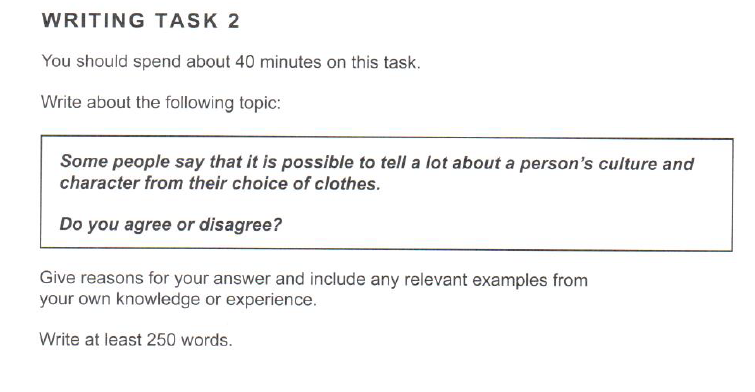 WRITING TASK 2
You should spend about 40 minutes on this task.
Write about the following topic:
Some people say that it is possible to tell a lot about a person's culture and
character from their choice of clothes.
Do you agree or disagree?
Give reasons for your answer and include any relevant examples from
your own knowledge or experience.
Write at least 250 words.